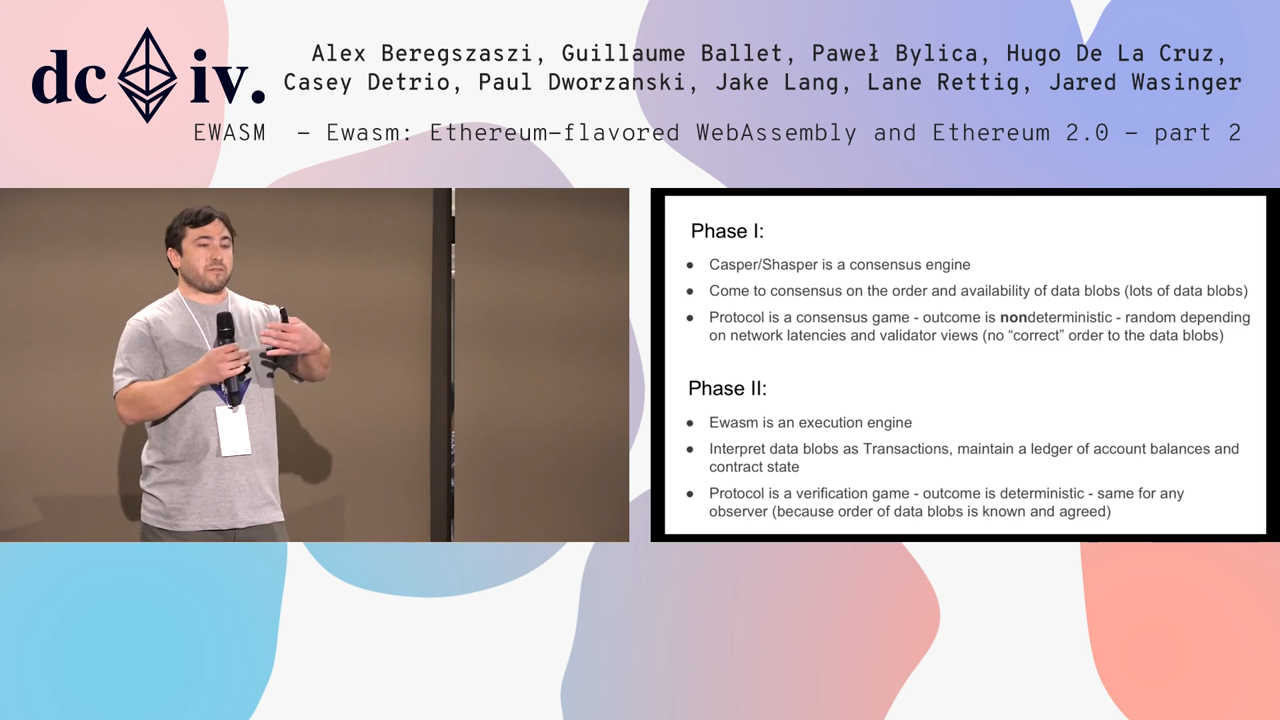 dc iv.
Alex Beregszaszi, Guillaume Ballet, Paweł Bylica, Hugo De La Cruz,
Casey Detrio, Paul Dworzanski, Jake Lang, Lane Rettig, Jared Wasinger
EWASM - Ewasm: Ethereum-flavored WebAssembly and Ethereum 2.0 - part 2
Phase I:
● Casper/Shasper is a consensus engine
● Come to consensus on the order and availability of data blobs (lots of data blobs)
● Protocol is a consensus game - outcome is nondeterministic - random depending
on network latencies and validator views (no “correct” order to the data blobs)
Phase II:
● Ewasm is an execution engine
● Interpret data blobs as Transactions, maintain a ledger of account balances and
contract state
● Protocol is a verification game - outcome is deterministic - same for any
observer (because order of data blobs is known and agreed)